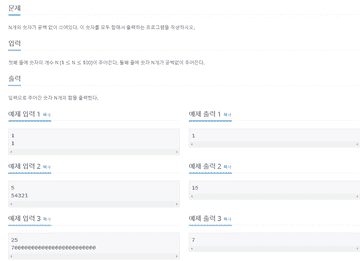 문제
N개의 숫자가 공백 없이 쓰여있다. 이 숫자를 모두 합해서 출력하는 프로그램을 작성하시오.
입력
첫째 줄에 숫자의 개수 N (1 ≤ N ≤ 100)이 주어진다. 둘째 줄에 숫자 N개가 공백없이 주어진다.
출력
입력으로 주어진 숫자 N개의 합을 출력한다.
예제 입력 1 복사
1
1
예제 출력 1 복사
1
예제 입력 2 복사
5
54321
예제 출력 2 복사
15
예제 입력 3 복사
25
7000000000000000000000000
예제 출력 3 복사
7